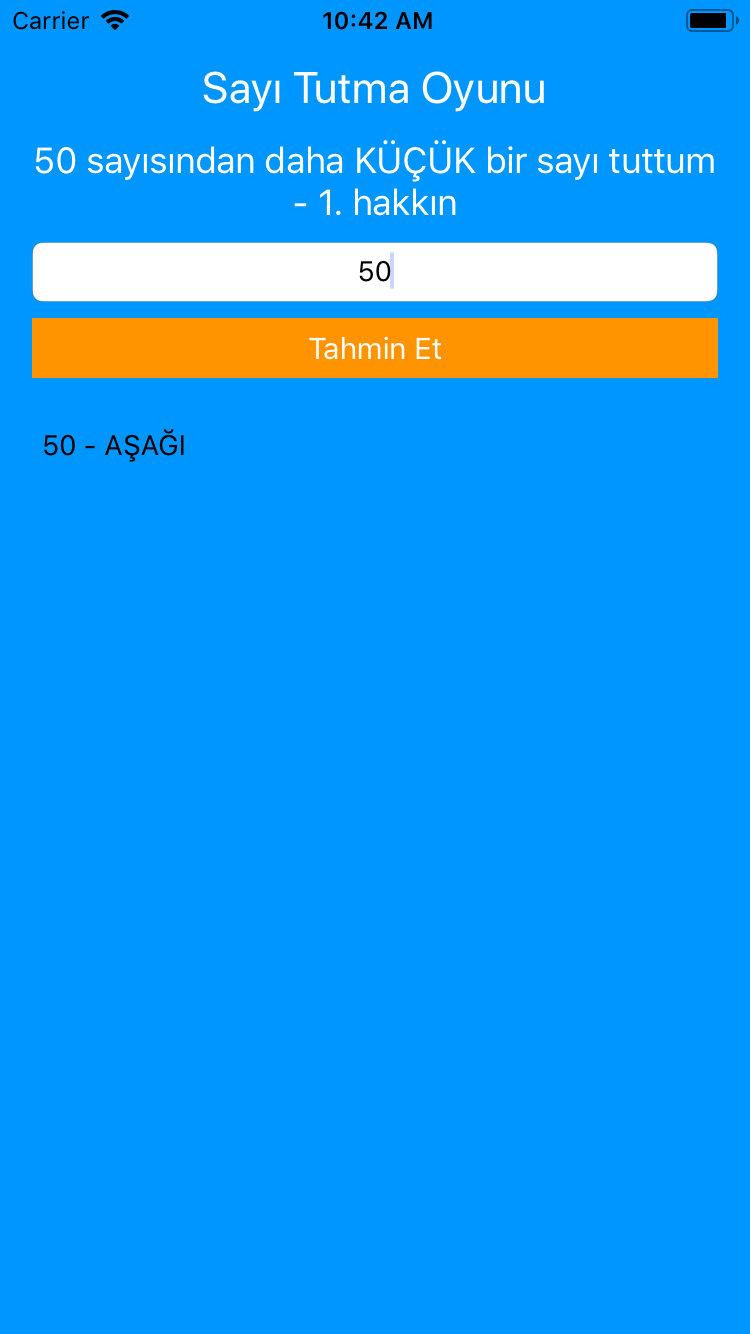 Carrier 10:42 AM
Sayı Tutma Oyunu
50 sayısından daha KÜÇÜK bir sayı tuttum
- 1. hakkın
50
Tahmin Et
50 - AŞAĞI